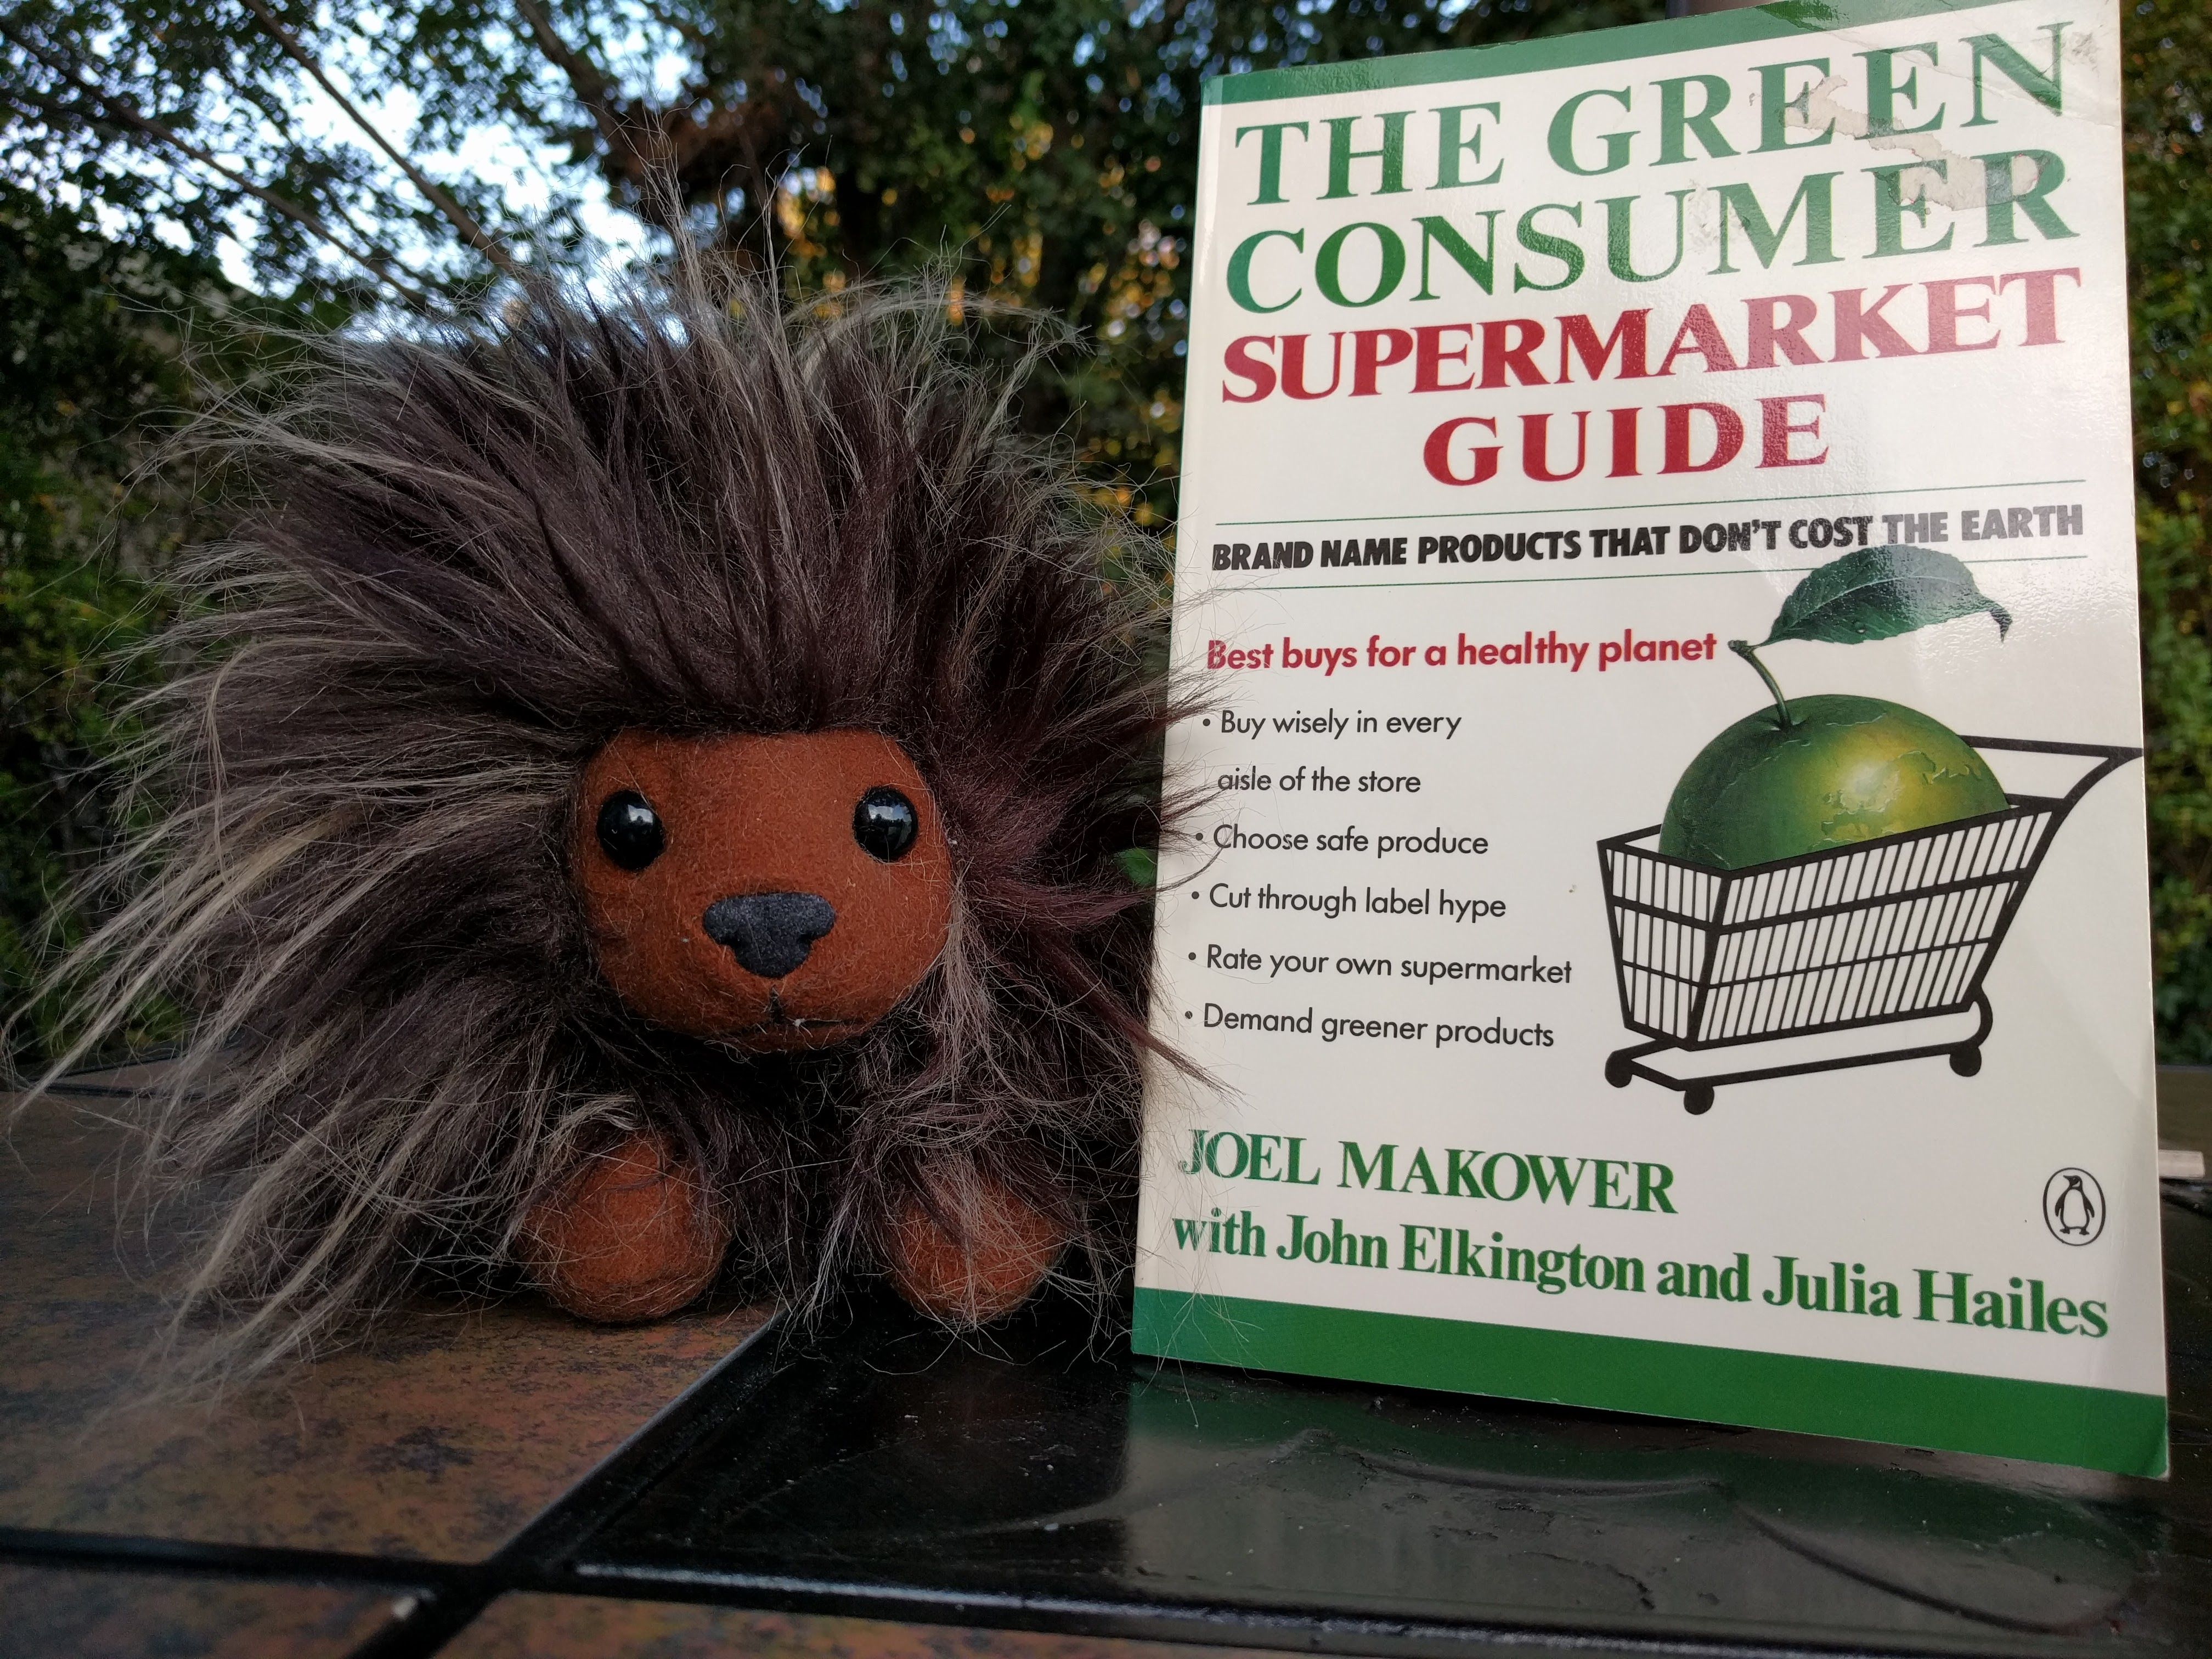 THE GREEN
CONSUMER
SUPERMARKET
GUIDE
BRAND NAME PRODUCTS THAT DON'T COST THE EARTH
Best buys for a healthy planet
• Buy wisely in every
aisle of the store
• Choose safe produce
• Cut through label hype
• Rate your own supermarket
• Demand greener products
JOEL MAKOWER
with John Elkington and Julia Hailes